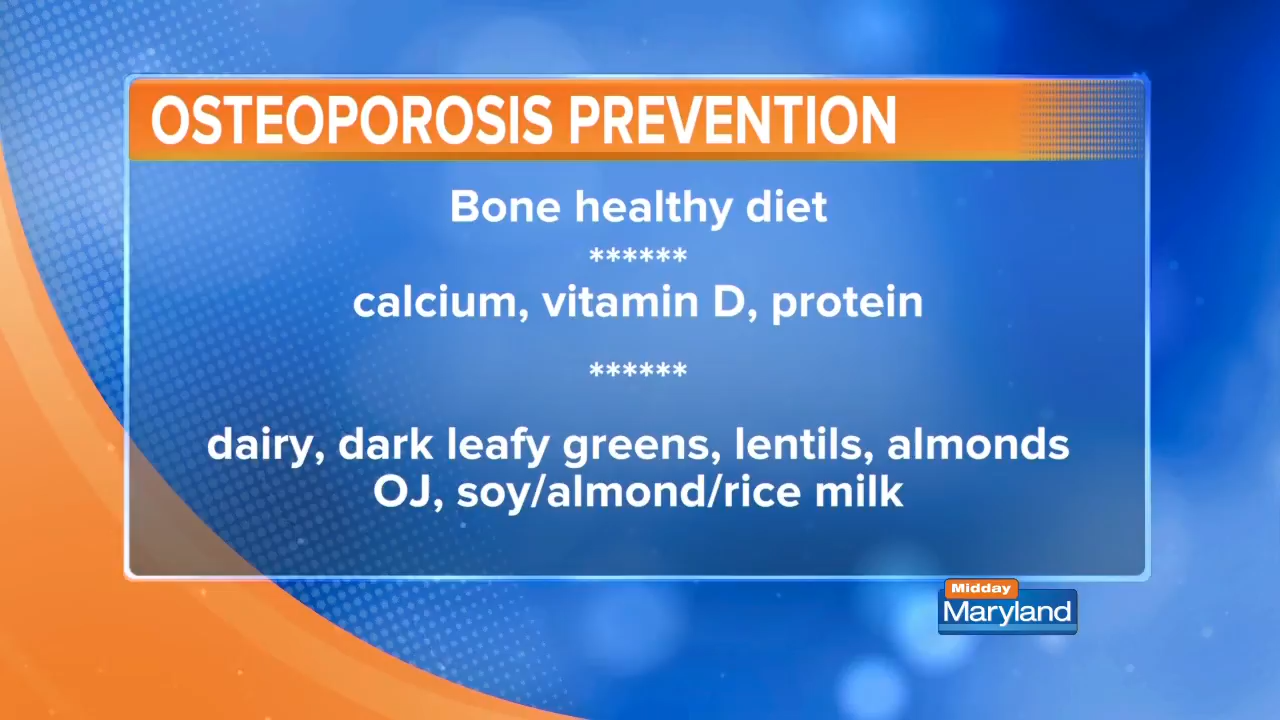 OSTEOPOROSIS PREVENTION
Bone healthy diet
******
calcium, vitamin D, protein
******
dairy, dark leafy greens, lentils, almonds
OJ, soy/almond/rice milk
Midday
Maryland